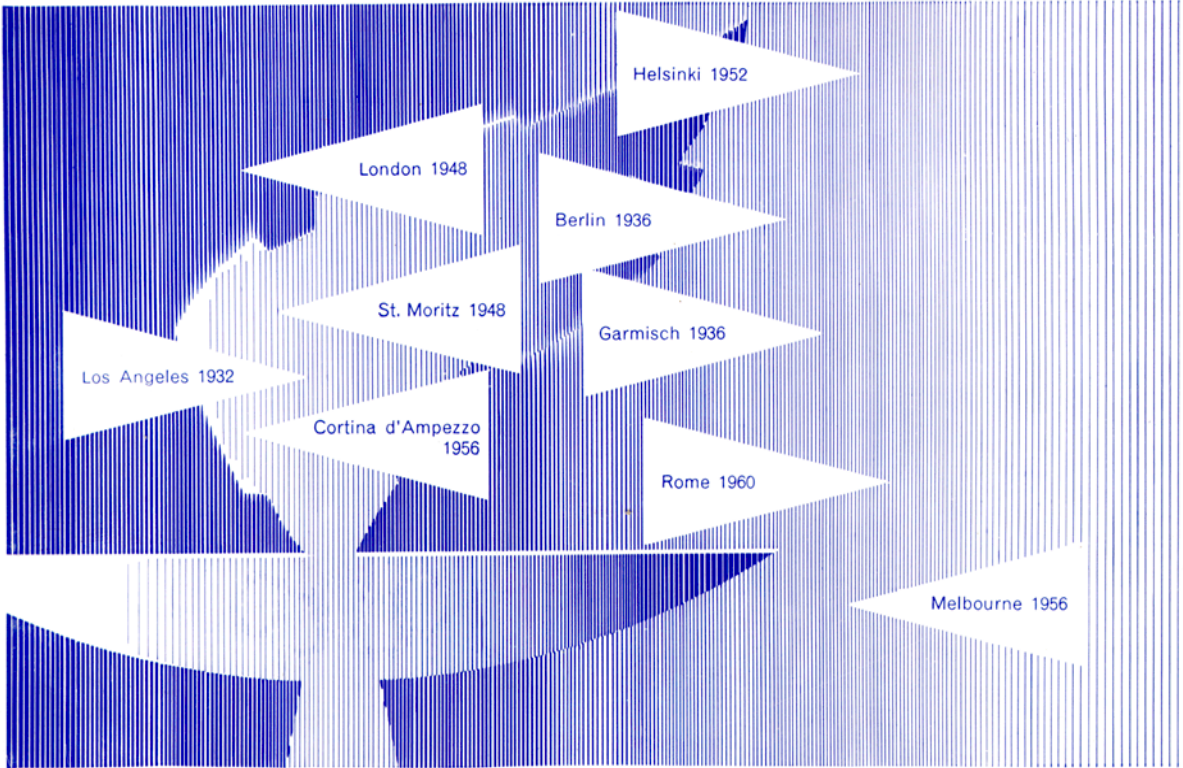 Helsinki 1952
London 1948
Berlin 1936
St. Moritz 1948
Garmisch 1936
Los Angeles 1932
Cortina d'Ampezzo
1956
Rome 1960
Melbourne 1956